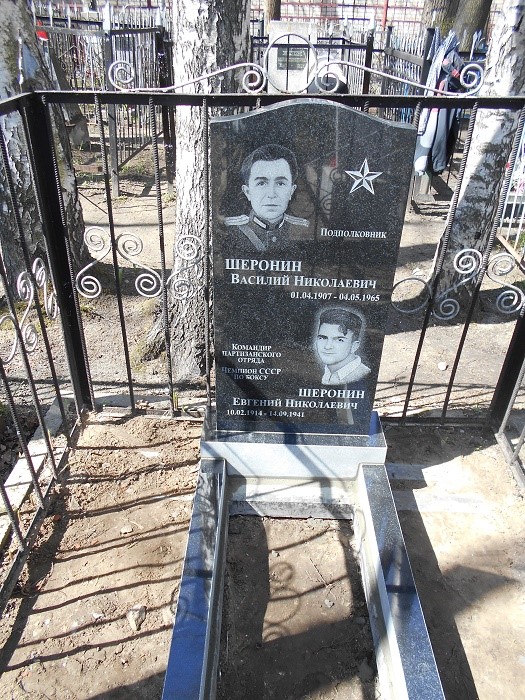 Подполковник
Шеронин
Василий Николаевич
01.04.1907 - 04.05.1965
Командир
партизанского
отряда
Чемпион СССР
по боксу
Шеронин
Евгений Николаевич
10.02.1914 - 14.09.1941